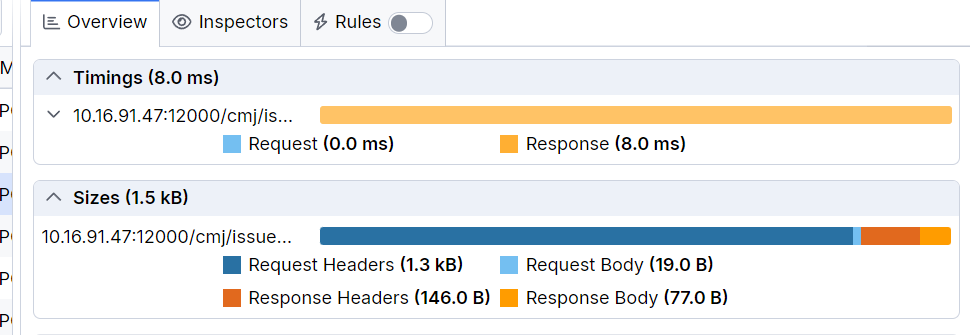 Overview Inspectors Rules
Timings (8.0 ms)
10.16.91.47:12000/cmj/is...
Request (0.0 ms) Response (8.0 ms)
Sizes (1.5 kB)
10.16.91.47:12000/cmj/issue...
Request Headers (1.3 kB) Request Body (19.0 B)
Response Headers (146.0 B) Response Body (77.0 B)